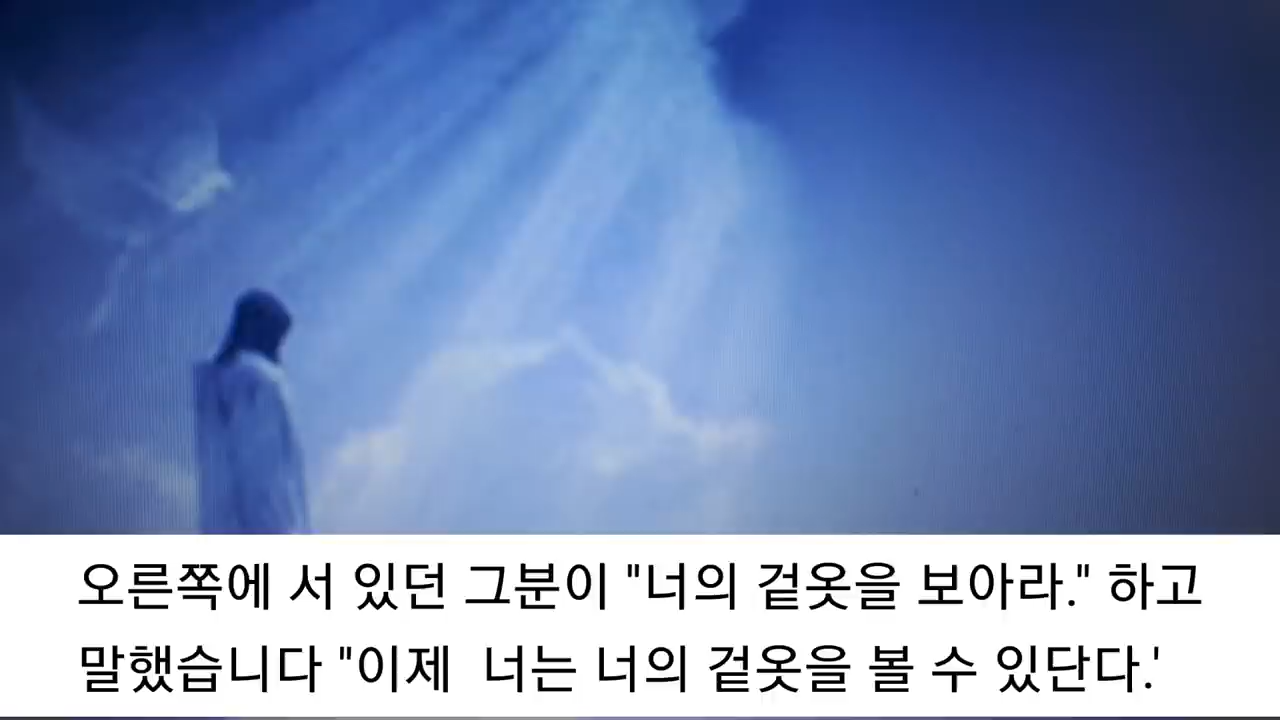 오른쪽에 서 있던 그분이 "너의 겉옷을 보아라." 하고
말했습니다 "이제  너는 너의 겉옷을 볼 수 있단다.'